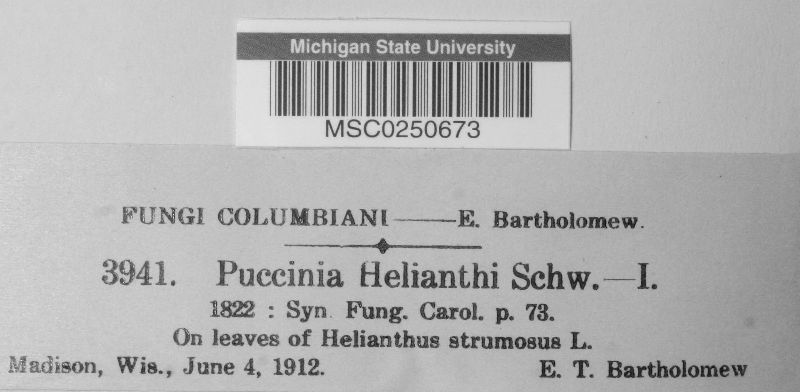 Michigan State University
MSC0250673
FUNGI COLUMBIANI——E. Bartholomew.
3941. Puccinia Helianthi Schw.—I.
1822 : Syn. Fung. Carol. p. 73.
On leaves of Helianthus strumosus L.
Madison, Wis., June 4, 1912. E. T. Bartholomew